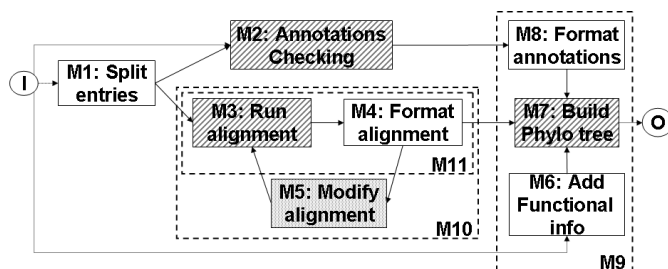 I
M1: Split
entries
M2: Annotations
Checking
M8: Format
annotations
M3: Run
alignment
M4: Format
alignment
M7: Build
Phylo tree
O
M11
M5: Modify
alignment
M10
M6: Add
Functional
info
M9